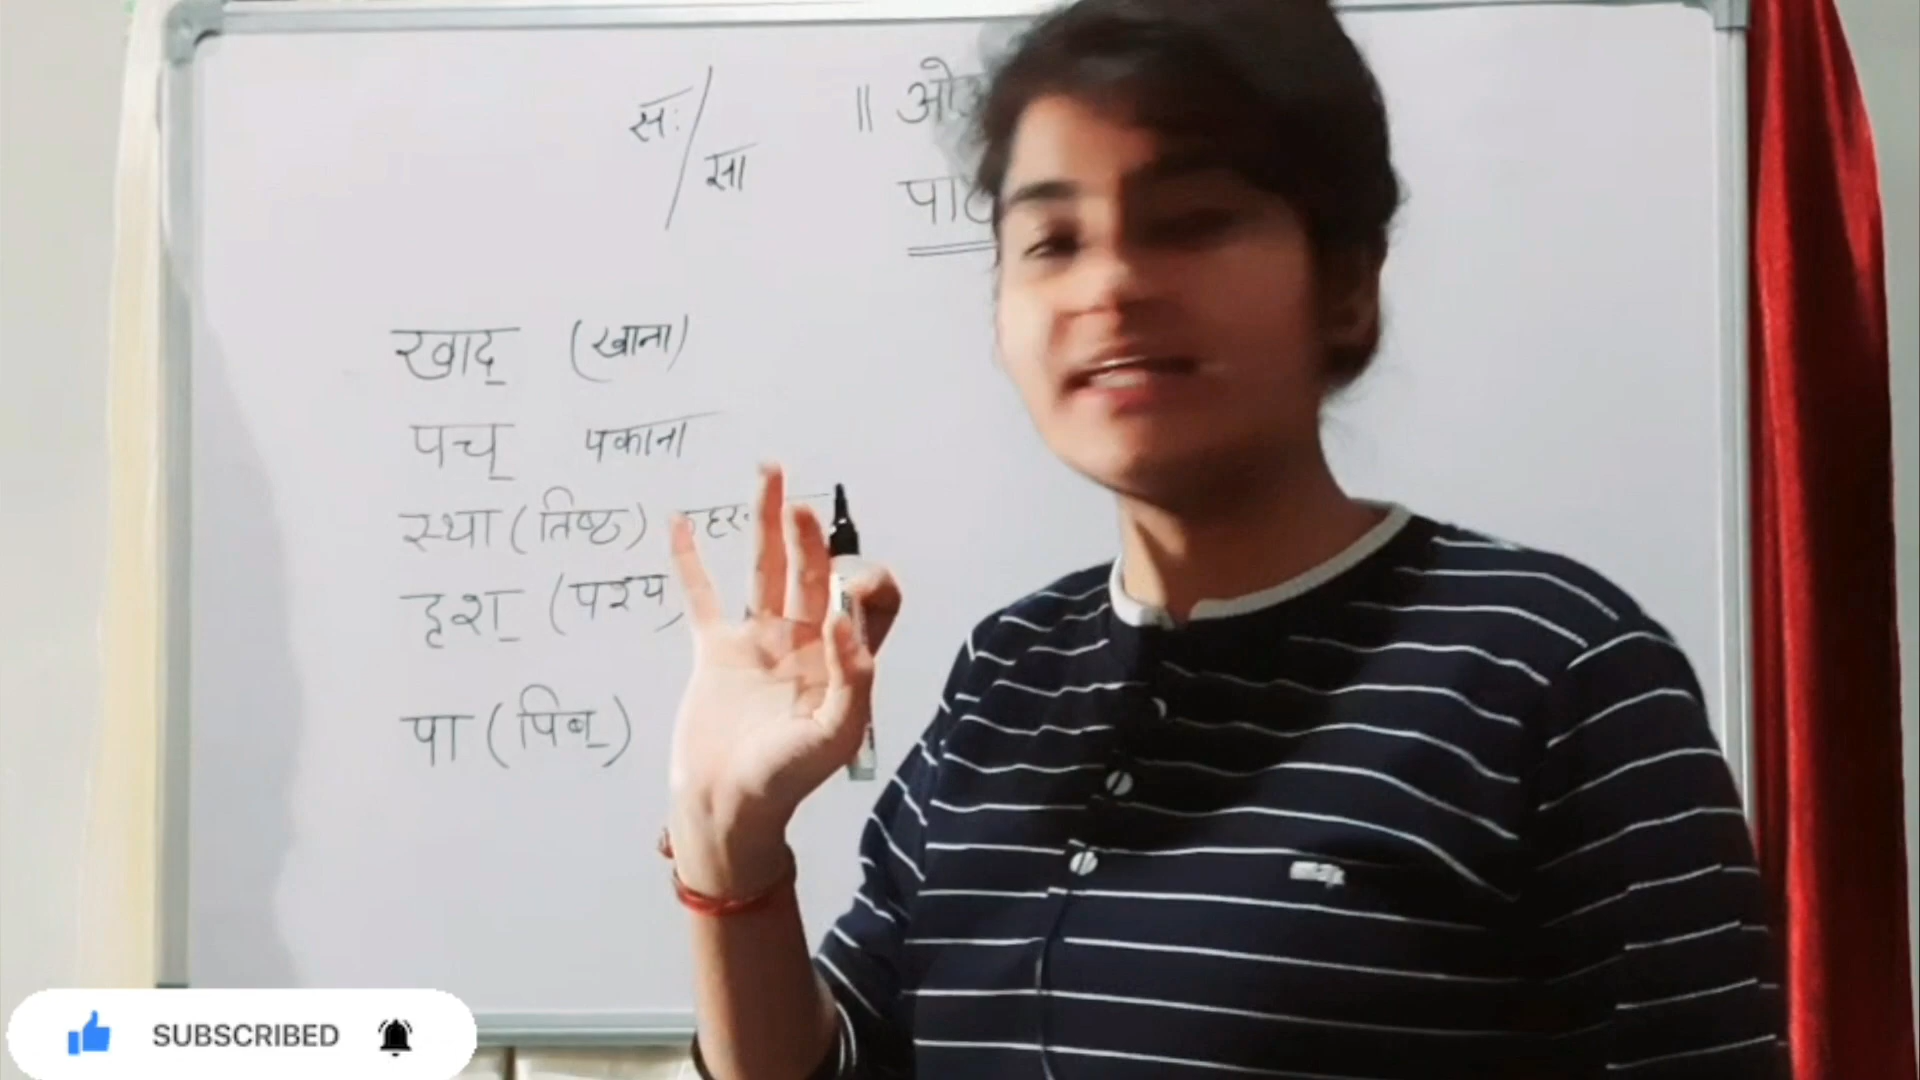 सः/सा
॥
खाद् (खाना)
पच् पकाना
स्था (तिष्ठ)
दृश् (पश्य)
पा (पिब्)
SUBSCRIBED